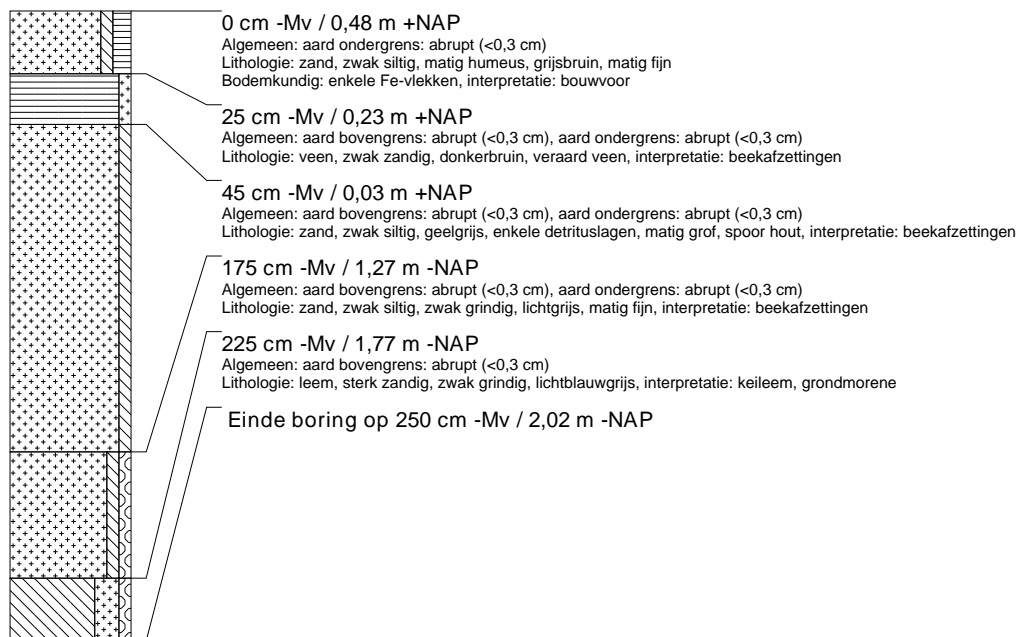 0 cm -Mv / 0,48 m +NAP
Algemeen: aard ondergrens: abrupt (<0,3 cm)
Lithologie: zand, zwak siltig, matig humeus, grijsbruin, matig fijn
Bodemkundig: enkele Fe-vlekken, interpretatie: bouwvoor
25 cm -Mv / 0,23 m +NAP
Algemeen: aard bovengrens: abrupt (<0,3 cm), aard ondergrens: abrupt (<0,3 cm)
Lithologie: veen, zwak zandig, donkerbruin, veraard veen, interpretatie: beekafzettingen
45 cm -Mv / 0,03 m +NAP
Algemeen: aard bovengrens: abrupt (<0,3 cm), aard ondergrens: abrupt (<0,3 cm)
Lithologie: zand, zwak siltig, geelgrijs, enkele detrituslagen, matig grof, spoor hout, interpretatie: beekafzettingen
175 cm -Mv / 1,27 m -NAP
Algemeen: aard bovengrens: abrupt (<0,3 cm), aard ondergrens: abrupt (<0,3 cm)
Lithologie: zand, zwak siltig, zwak grindig, lichtgrijs, matig fijn, interpretatie: beekafzettingen
225 cm -Mv / 1,77 m -NAP
Algemeen: aard bovengrens: abrupt (<0,3 cm)
Lithologie: leem, sterk zandig, zwak grindig, lichtblauwgrijs, interpretatie: keileem, grondmorene
Einde boring op 250 cm -Mv / 2,02 m -NAP